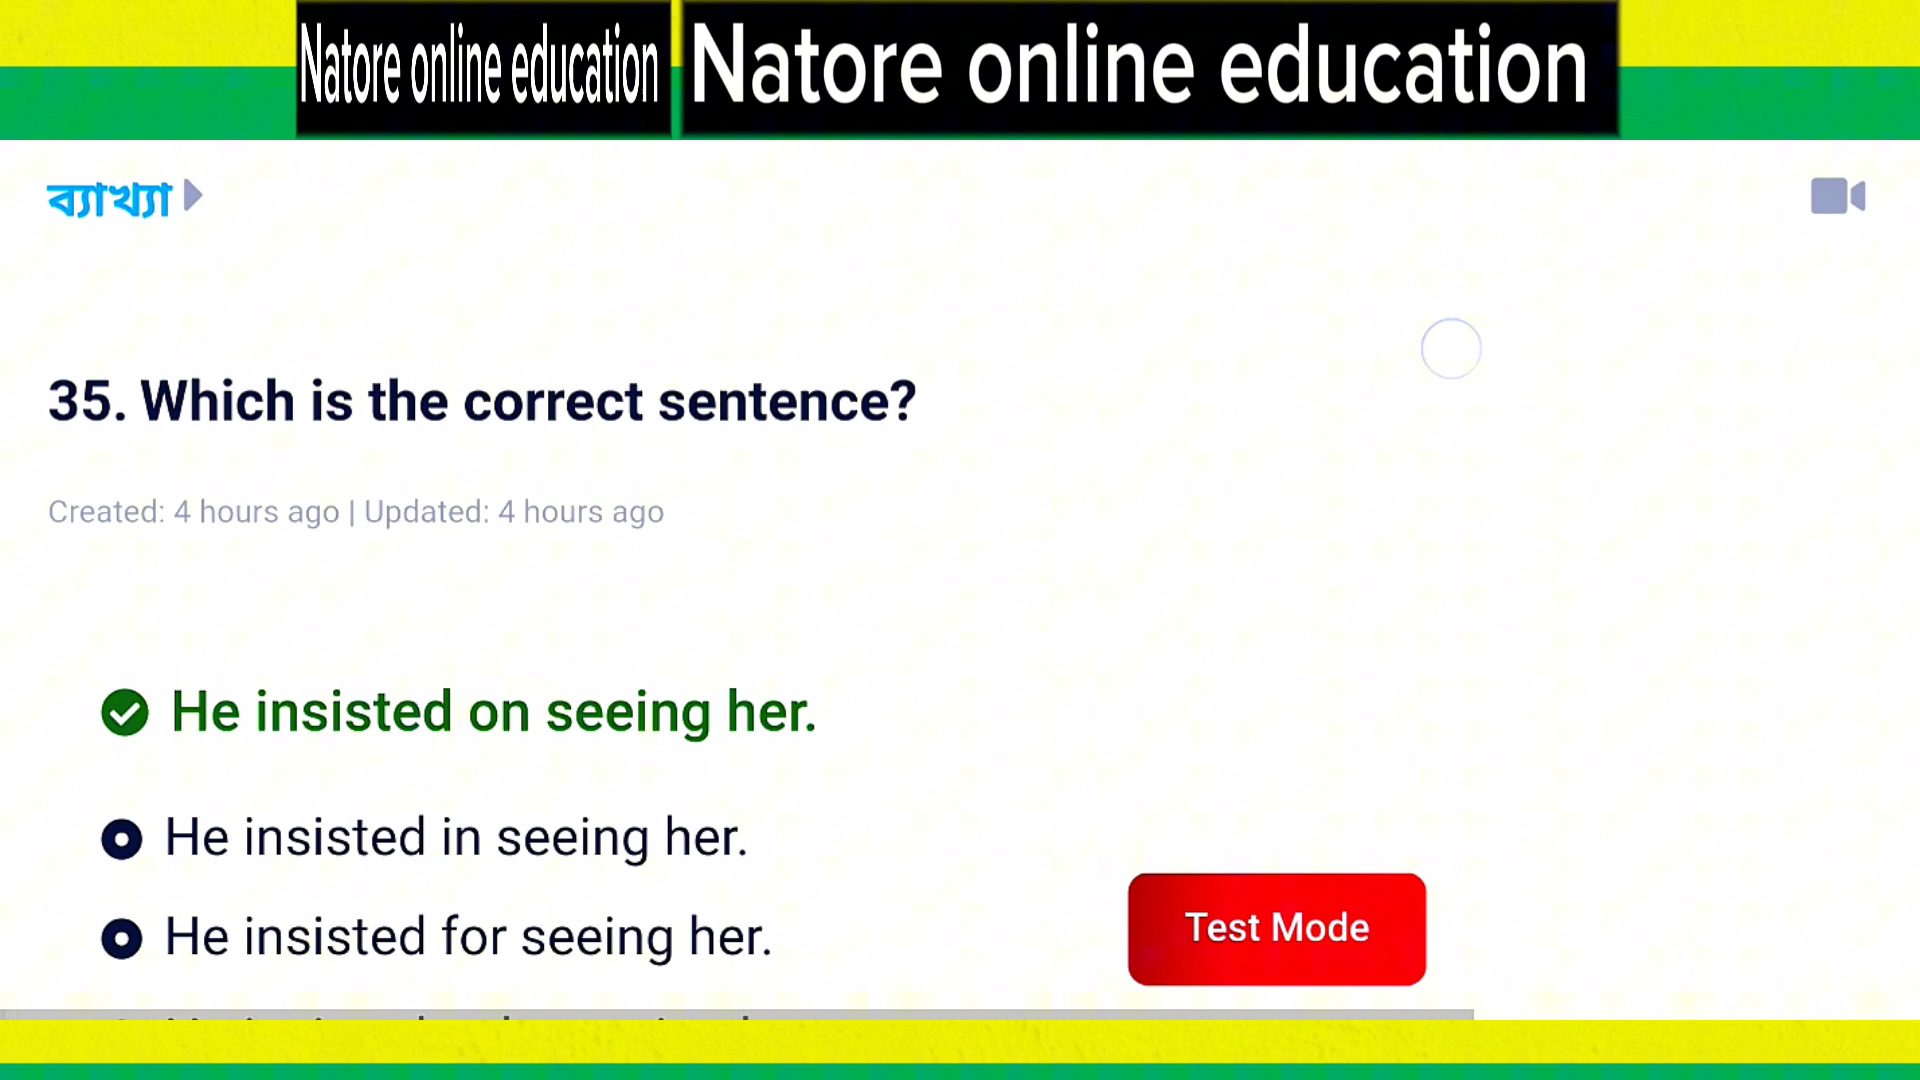 Natore online education Natore online education
ব্যাখ্যা
35. Which is the correct sentence?
Created: 4 hours ago | Updated: 4 hours ago
He insisted on seeing her.
He insisted in seeing her.
He insisted for seeing her.
Test Mode